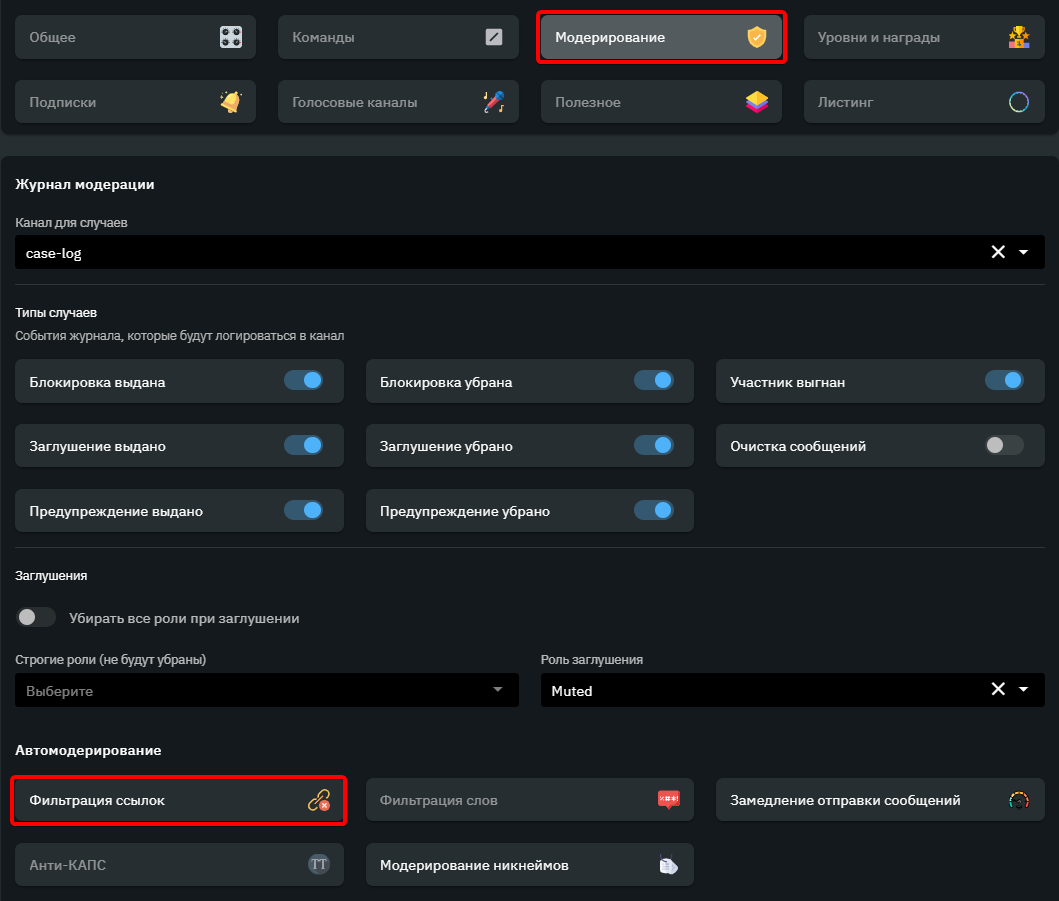 Общее
Команды
Модерирование
Уровни и награды
Подписки
Голосовые каналы
Полезное
Листинг
Журнал модерации
Канал для случаев
case-log
Типы случаев
События журнала, которые будут логироваться в канал
Блокировка выдана
Блокировка убрана
Участник выгнан
Заглушение выдано
Заглушение убрано
Очистка сообщений
Предупреждение выдано
Предупреждение убрано
Заглушения
Убирать все роли при заглушении
Строгие роли (не будут убраны)
Роль заглушения
Выберите
Muted
Автомодерирование
Фильтрация ссылок
Фильтрация слов
Замедление отправки сообщений
Анти-КАПС
TT
Модерирование никнеймов